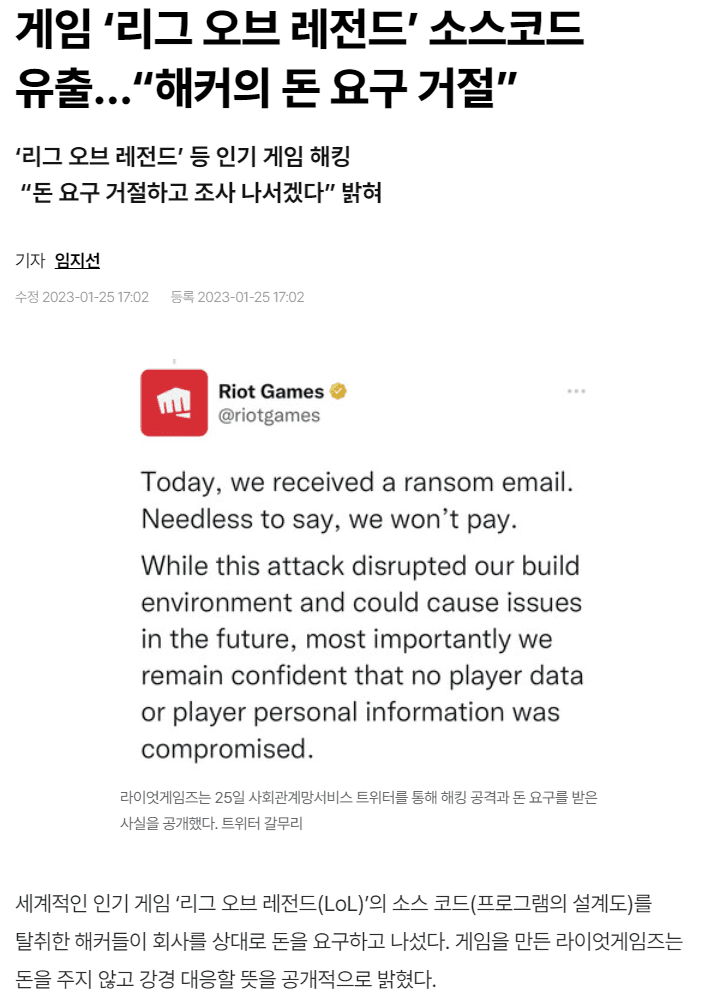 게임 ‘리그 오브 레전드’ 소스코드
유출…“해커의 돈 요구 거절”
‘리그 오브 레전드’ 등 인기 게임 해킹
“돈 요구 거절하고 조사 나서겠다” 밝혀
기자 임지선
수정 2023-01-25 17:02 등록 2023-01-25 17:02
Riot Games
@riotgames
Today, we received a ransom email.
Needless to say, we won’t pay.
While this attack disrupted our build
environment and could cause issues
in the future, most importantly we
remain confident that no player data
or player personal information was
compromised.
라이엇게임즈는 25일 사회관계망서비스 트위터를 통해 해킹 공격과 돈 요구를 받은
사실을 공개했다. 트위터 갈무리
세계적인 인기 게임 ‘리그 오브 레전드(LoL)’의 소스 코드(프로그램의 설계도)를
탈취한 해커들이 회사를 상대로 돈을 요구하고 나섰다. 게임을 만든 라이엇게임즈는
돈을 주지 않고 강경 대응할 뜻을 공개적으로 밝혔다.